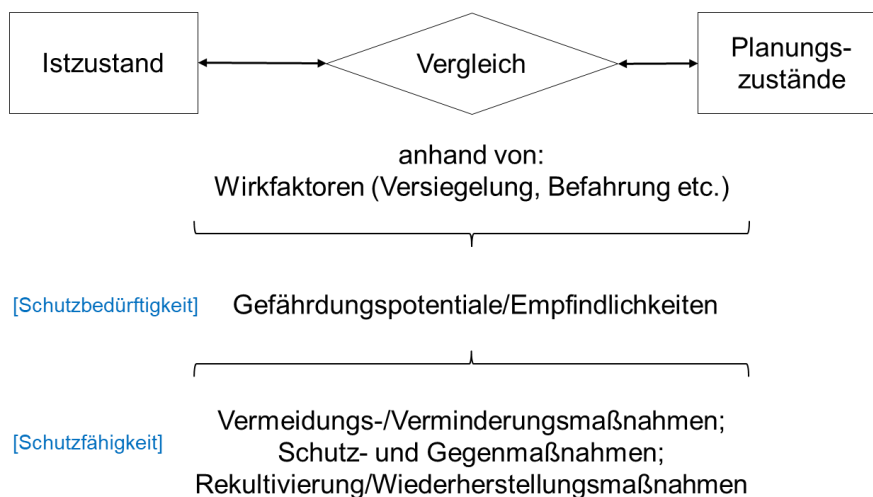 Istzustand
Vergleich
Planungs-
zustände
anhand von:
Wirkfaktoren (Versiegelung, Befahrung etc.)
[Schutzbedürftigkeit] Gefährdungspotentiale/Empfindlichkeiten
[Schutzfähigkeit]
Vermeidungs-/Verminderungsmaßnahmen;
Schutz- und Gegenmaßnahmen;
Rekultivierung/Wiederherstellungsmaßnahmen